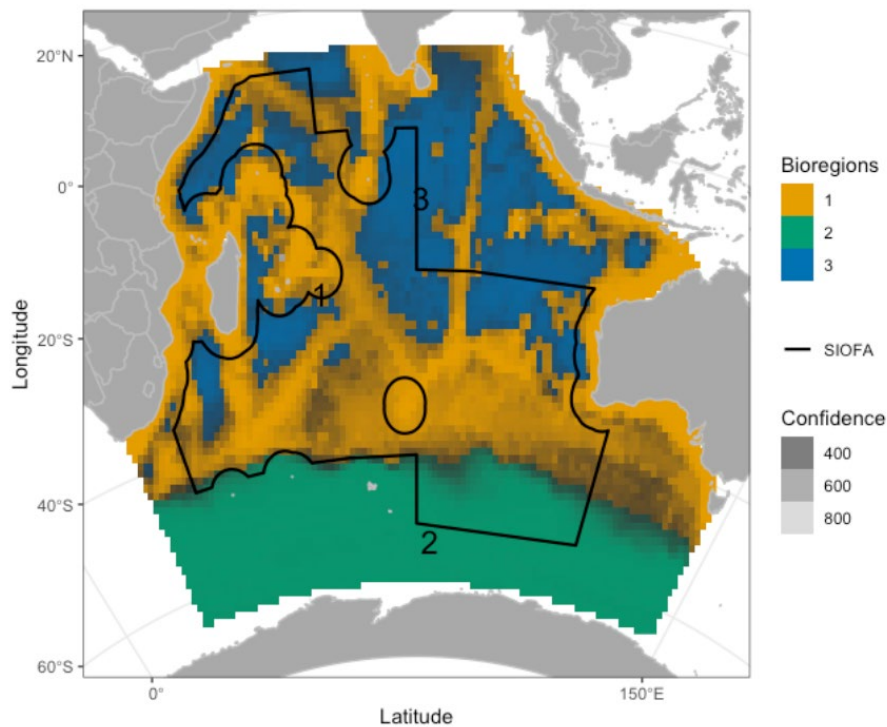 20°N
0°
20°S
40°S
60°S
Longitude
0°
150°E
Latitude
3
1
2
Bioregions
1
2
3
SIOFA
Confidence
400
600
800